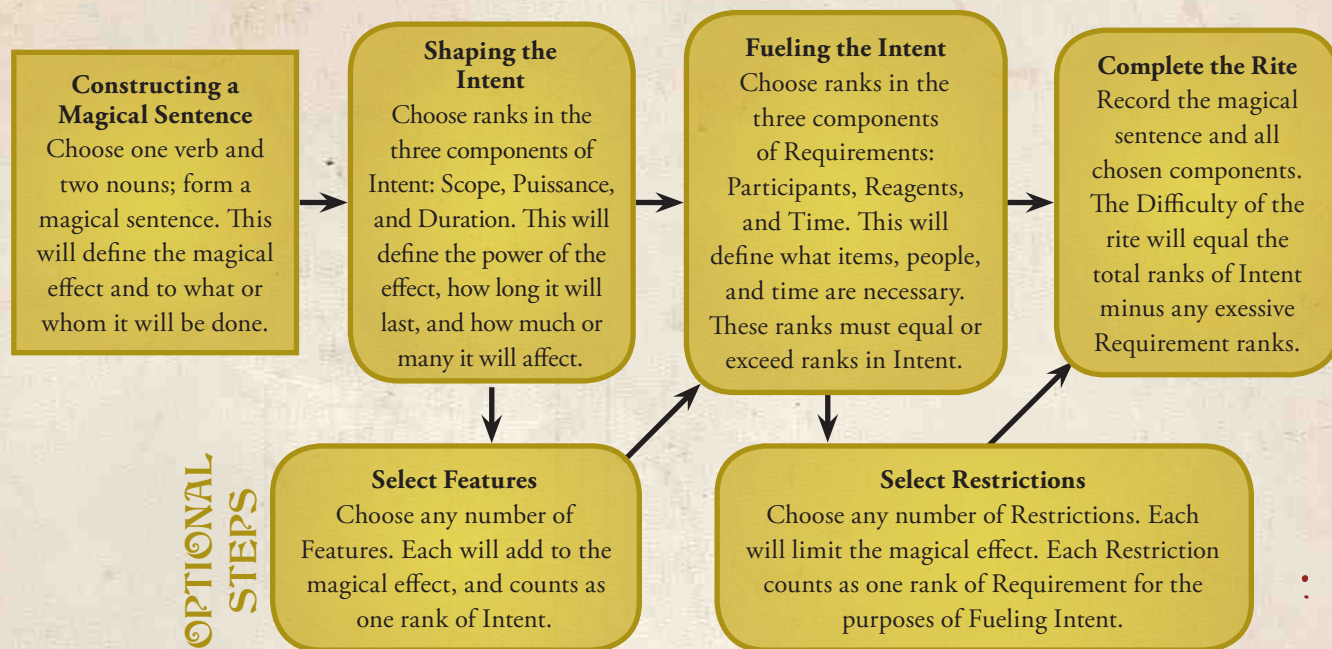 Constructing a
Magical Sentence
Choose one verb and
two nouns; form a
magical sentence. This
will define the magical
effect and to what or
whom it will be done.
Shaping the
Intent
Choose ranks in the
three components of
Intent: Scope, Puissance,
and Duration. This will
define the power of the
effect, how long it will
last, and how much or
many it will affect.
Fueling the Intent
Choose ranks in the
three components
of Requirements:
Participants, Reagents,
and Time. This will
define what items, people,
and time are necessary.
These ranks must equal or
exceed ranks in Intent.
Complete the Rite
Record the magical
sentence and all
chosen components.
The Difficulty of the
rite will equal the
total ranks of Intent
minus any exessive
Requirement ranks.
OPTIONAL
STEPS
Select Features
Choose any number of
Features. Each will add to the
magical effect, and counts as
one rank of Intent.
Select Restrictions
Choose any number of Restrictions. Each
will limit the magical effect. Each Restriction
counts as one rank of Requirement for the
purposes of Fueling Intent.